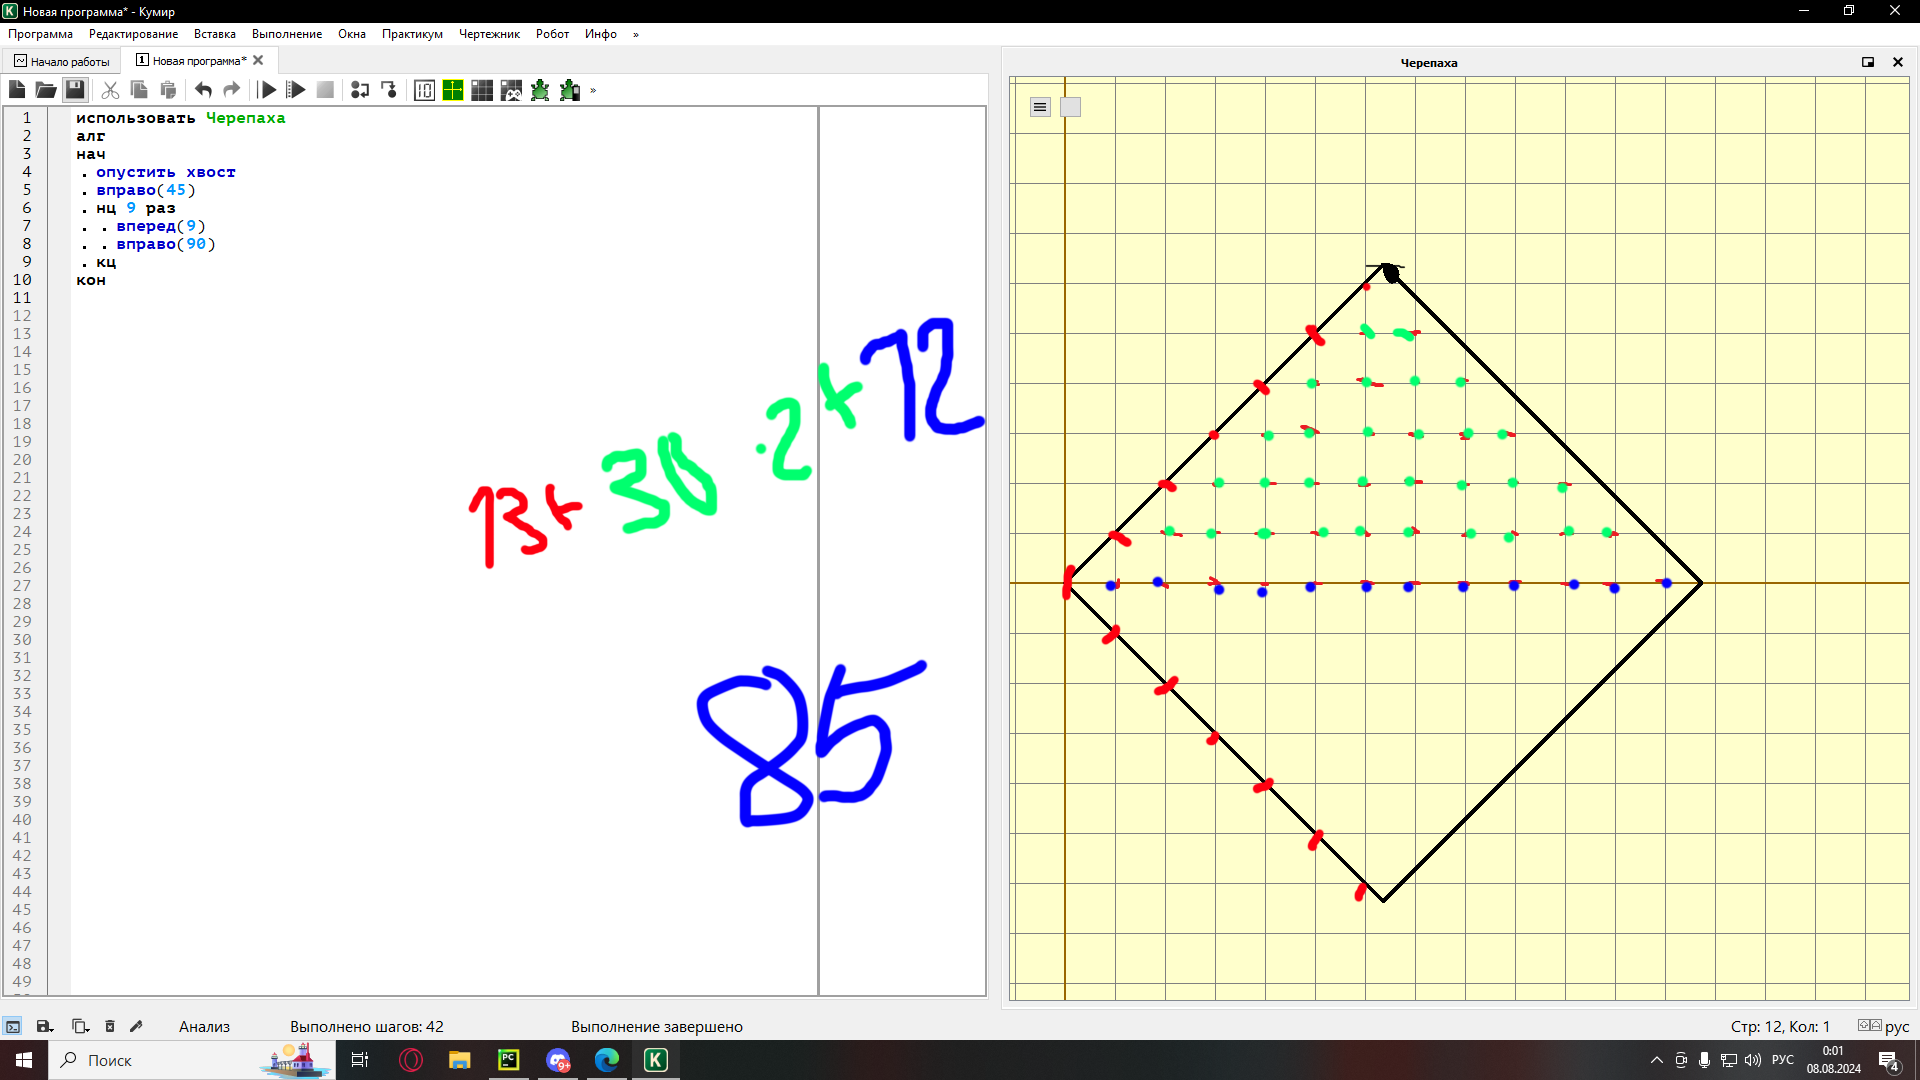 Новая программа* - Кумир
Программа Редактирование Вставка Выполнение Окна Практикум Чертежник Робот Инфо »
Начало работы
Новая программа*
Черепаха
»
1 использовать Черепаха
2 алг
3 нач
4 . опустить хвост
5 . вправо(45)
6 . нц 9 раз
7 . . вперед(9)
8 . . вправо(90)
9 . кц
10 кон
11
12
13
14
15
16
17
18
19
20
21
22
23
24
25
26
27
28
29
30
31
32
33
34
35
36
37
38
39
40
41
42
43
44
45
46
47
48
49
13+ 30 ·2+72
85
Анализ Выполнено шагов: 42 Выполнение завершено Стр: 12, Кол: 1 рус
Поиск
PC
9+
K
РУС
0:01
08.08.2024
4